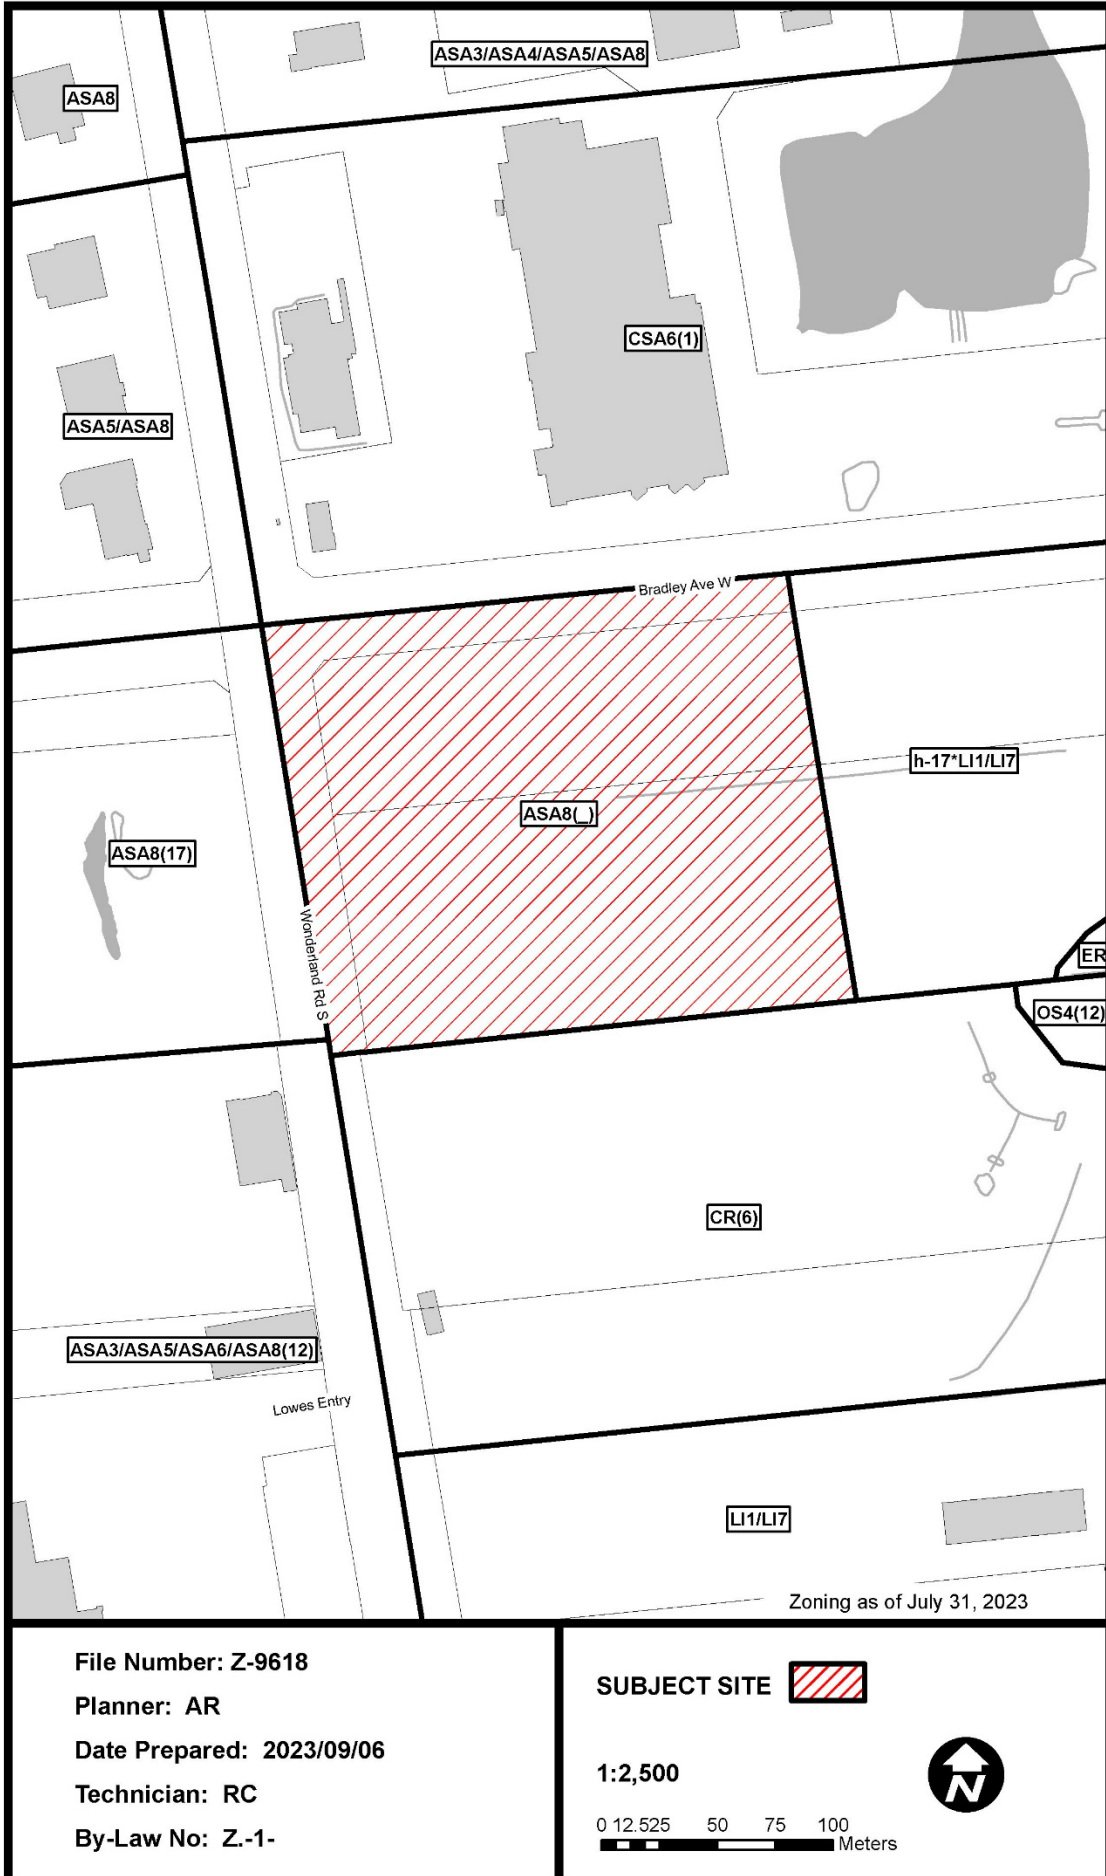 ASA3/ASA4/ASA5/ASA8
ASA8
CSA6(1)
ASA5/ASA8
Bradley Ave W
h-17*LI1/LI7
ASA8(_)
ASA8(17)
Wonderland Rd S
ER
OS4(12)
CR(6)
ASA3/ASA5/ASA6/ASA8(12)
Lowes Entry
LI1/LI7
Zoning as of July 31, 2023
File Number: Z-9618
Planner: AR
Date Prepared: 2023/09/06
Technician: RC
By-Law No: Z.-1-
SUBJECT SITE
1:2,500
0 12.525 50 75 100
Meters
N